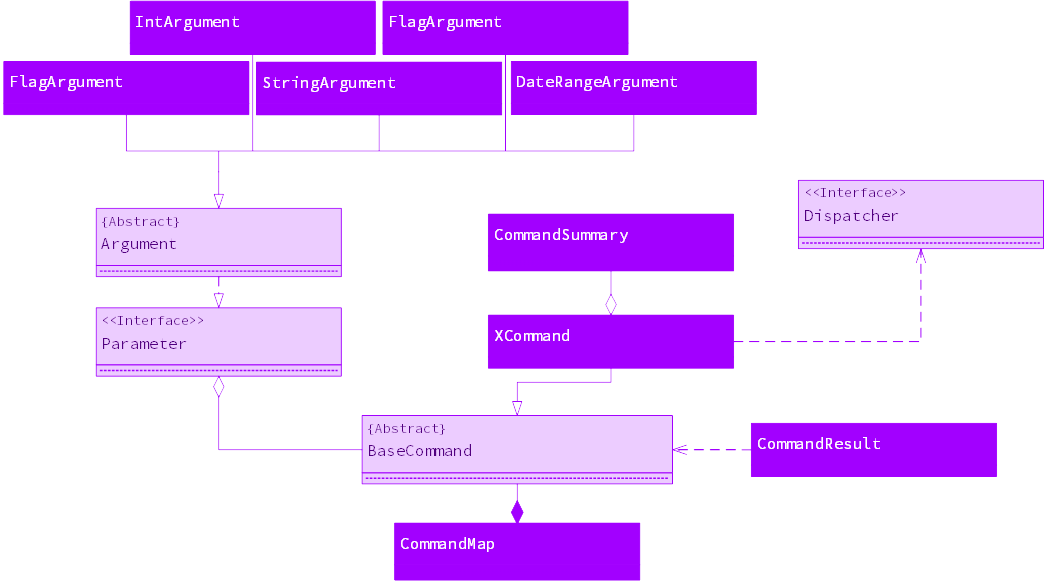 IntArgument
FlagArgument
FlagArgument
StringArgument
DateRangeArgument
<<Interface>>
Dispatcher
{Abstract}
Argument
CommandSummary
<<Interface>>
Parameter
XCommand
{Abstract}
BaseCommand
CommandResult
CommandMap